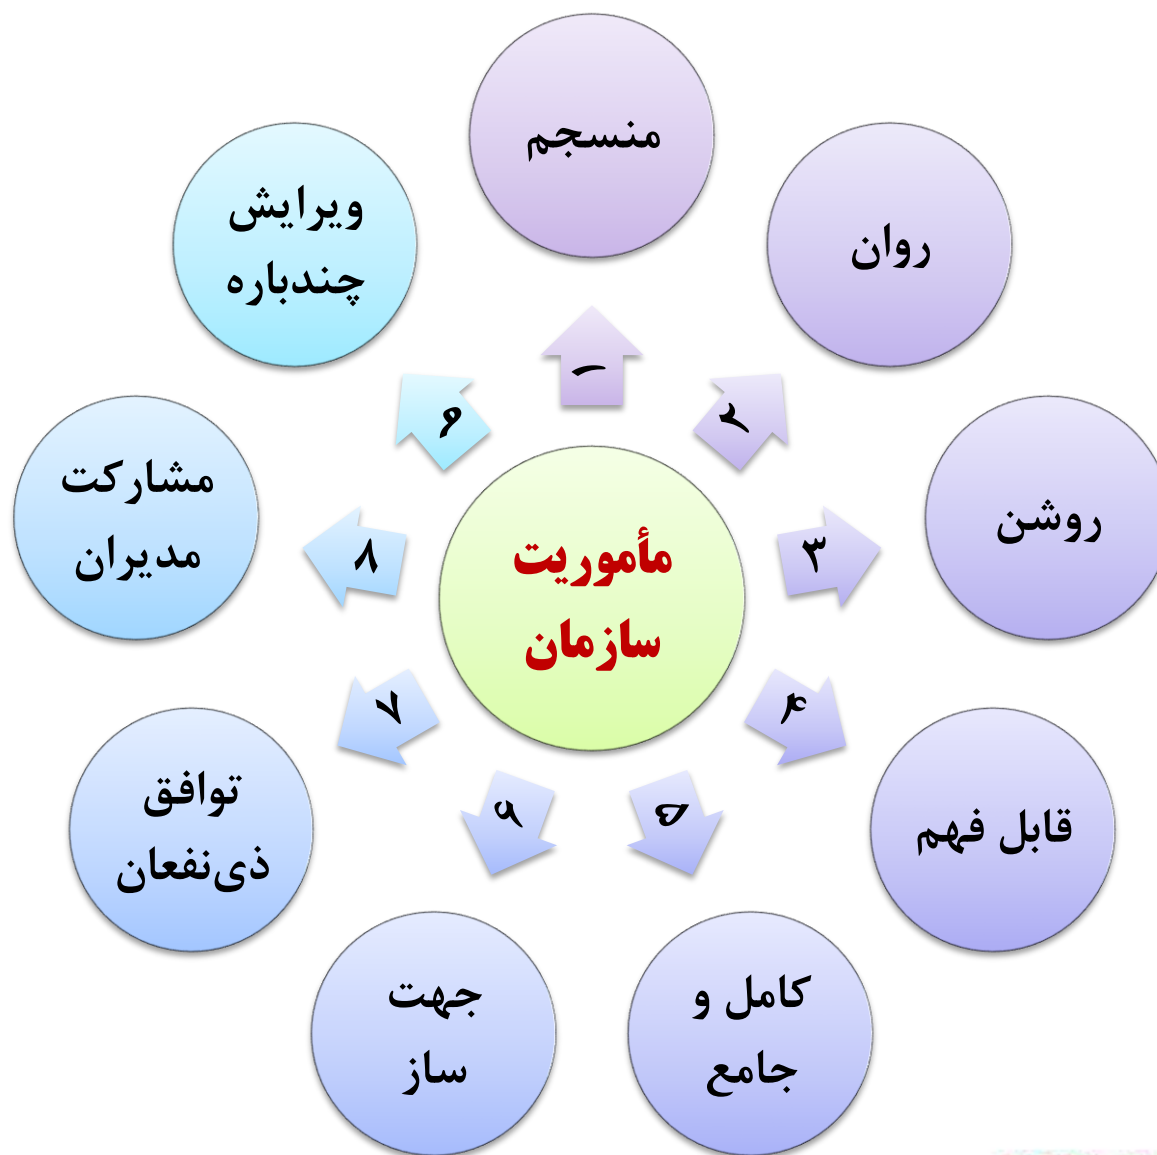 مأموریت
سازمان
۱
منسجم
۲
روان
۳
روشن
۴
قابل فهم
۵
کامل و
جامع
۶
جهت
ساز
۷
توافق
ذی‌نفعان
۸
مشارکت
مدیران
۹
ویرایش
چندباره